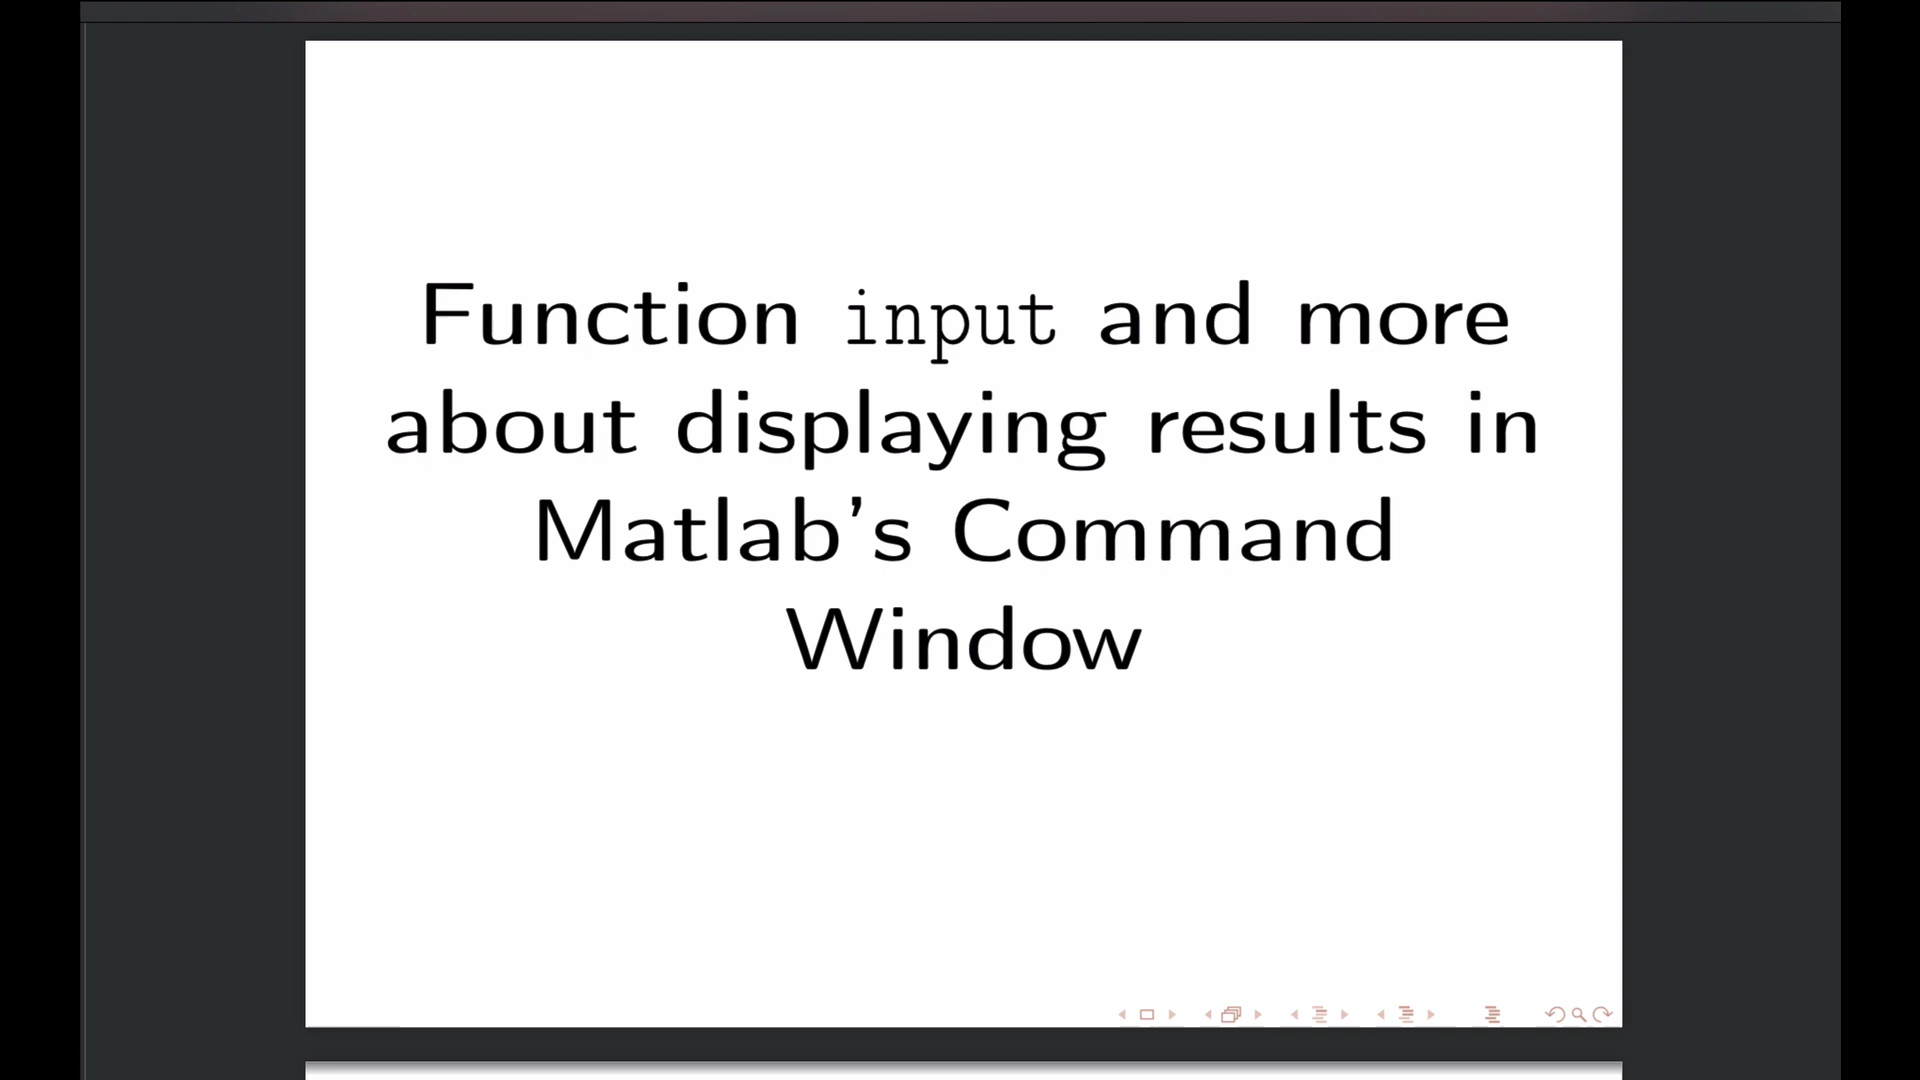 Function input and more
about displaying results in
Matlab’s Command
Window